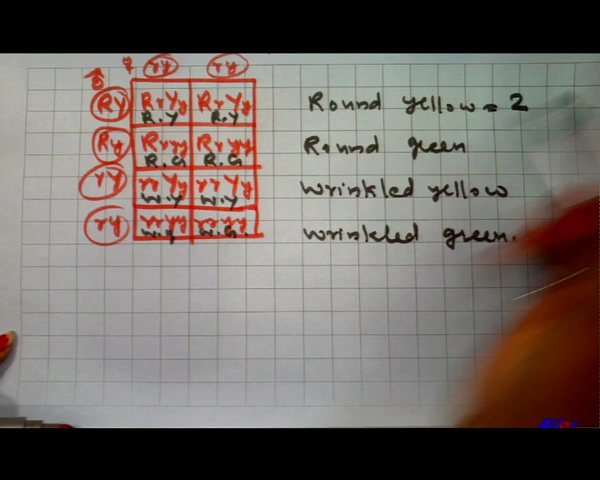 ♀ ry ry
♂
RY RrYy RrYy Round yellow = 2
R.Y R.Y
Ry Rryy Rryy Round green
R.G R.G
rY rrYy rrYy wrinkled yellow
W.Y W.Y
ry rryy rryy wrinkled green.
W.Y W.G.